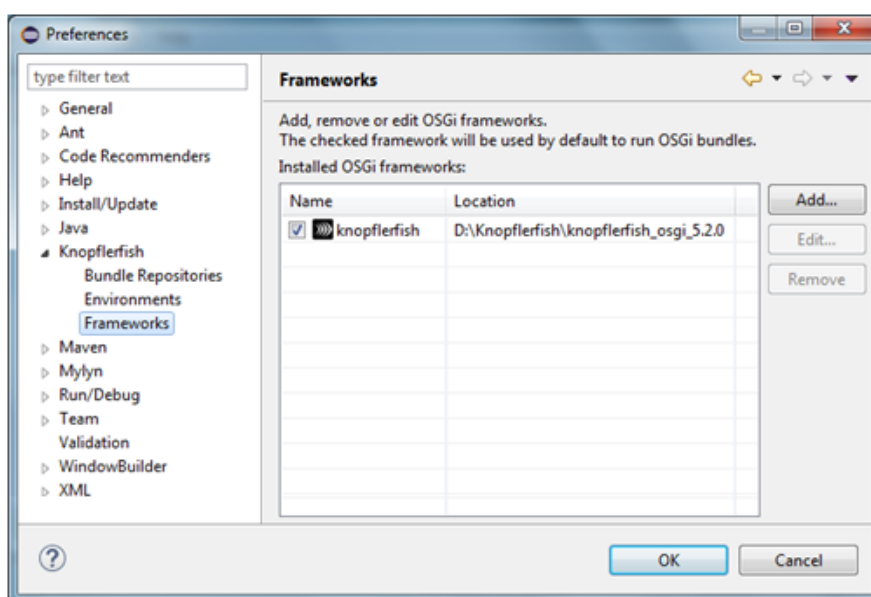 Preferences
type filter text
General
Ant
Code Recommenders
Help
Install/Update
Java
Knopflerfish
Bundle Repositories
Environments
Frameworks
Maven
Mylyn
Run/Debug
Team
Validation
WindowBuilder
XML
Frameworks
Add, remove or edit OSGi frameworks.
The checked framework will be used by default to run OSGi bundles.
Installed OSGi frameworks:
Name Location
knopflerfish D:\Knopflerfish\knopflerfish_osgi_5.2.0
Add...
Edit...
Remove
OK Cancel